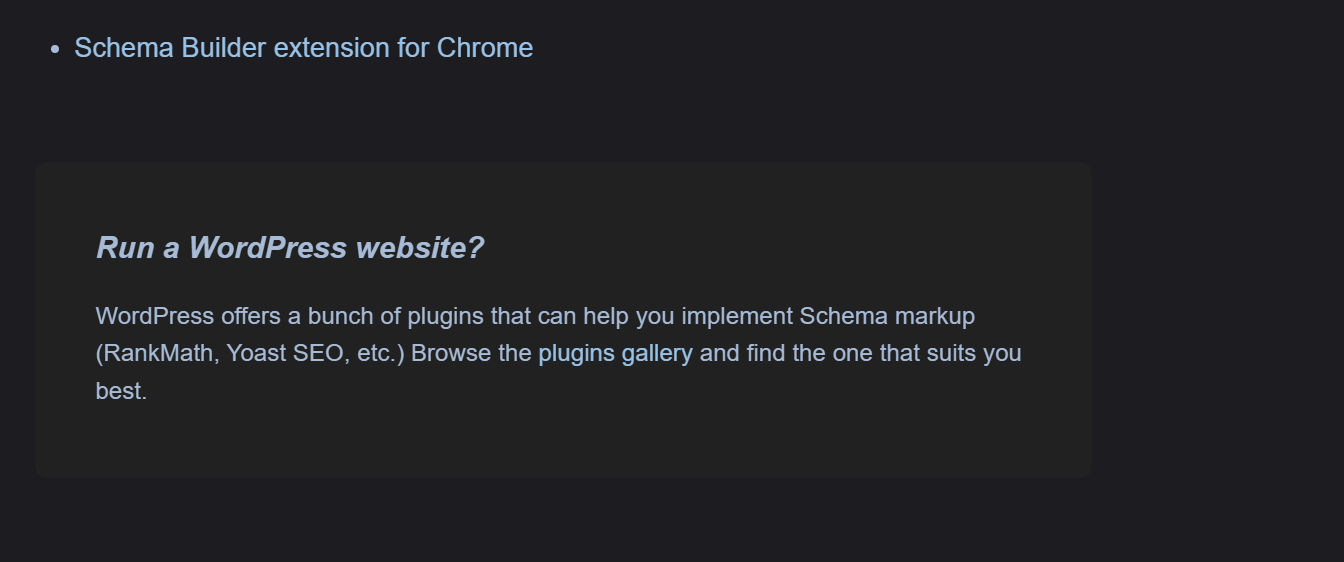 Schema Builder extension for Chrome
Run a WordPress website?
WordPress offers a bunch of plugins that can help you implement Schema markup
(RankMath, Yoast SEO, etc.) Browse the plugins gallery and find the one that suits you
best.